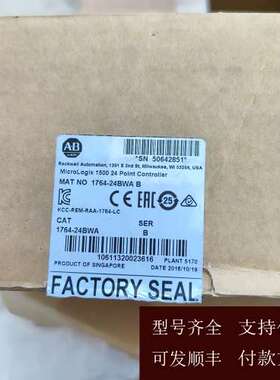 AB
*SN 50642851*
Rockwell Automation, 1201 S 2nd St, Milwaukee, WI 53204, USA
MicroLogix 1500 24 Point Controller
MAT NO 1764-24BWA B
CE EAC 25
KCC-REM-RAA-1764-LC
CAT
SER
1764-24BWA
B
10611320023616
PLANT 5170
PRODUCT OF SINGAPORE
DATE 2016/10/19
FACTORY SEAL
型号齐全 支持
可发顺丰 付款